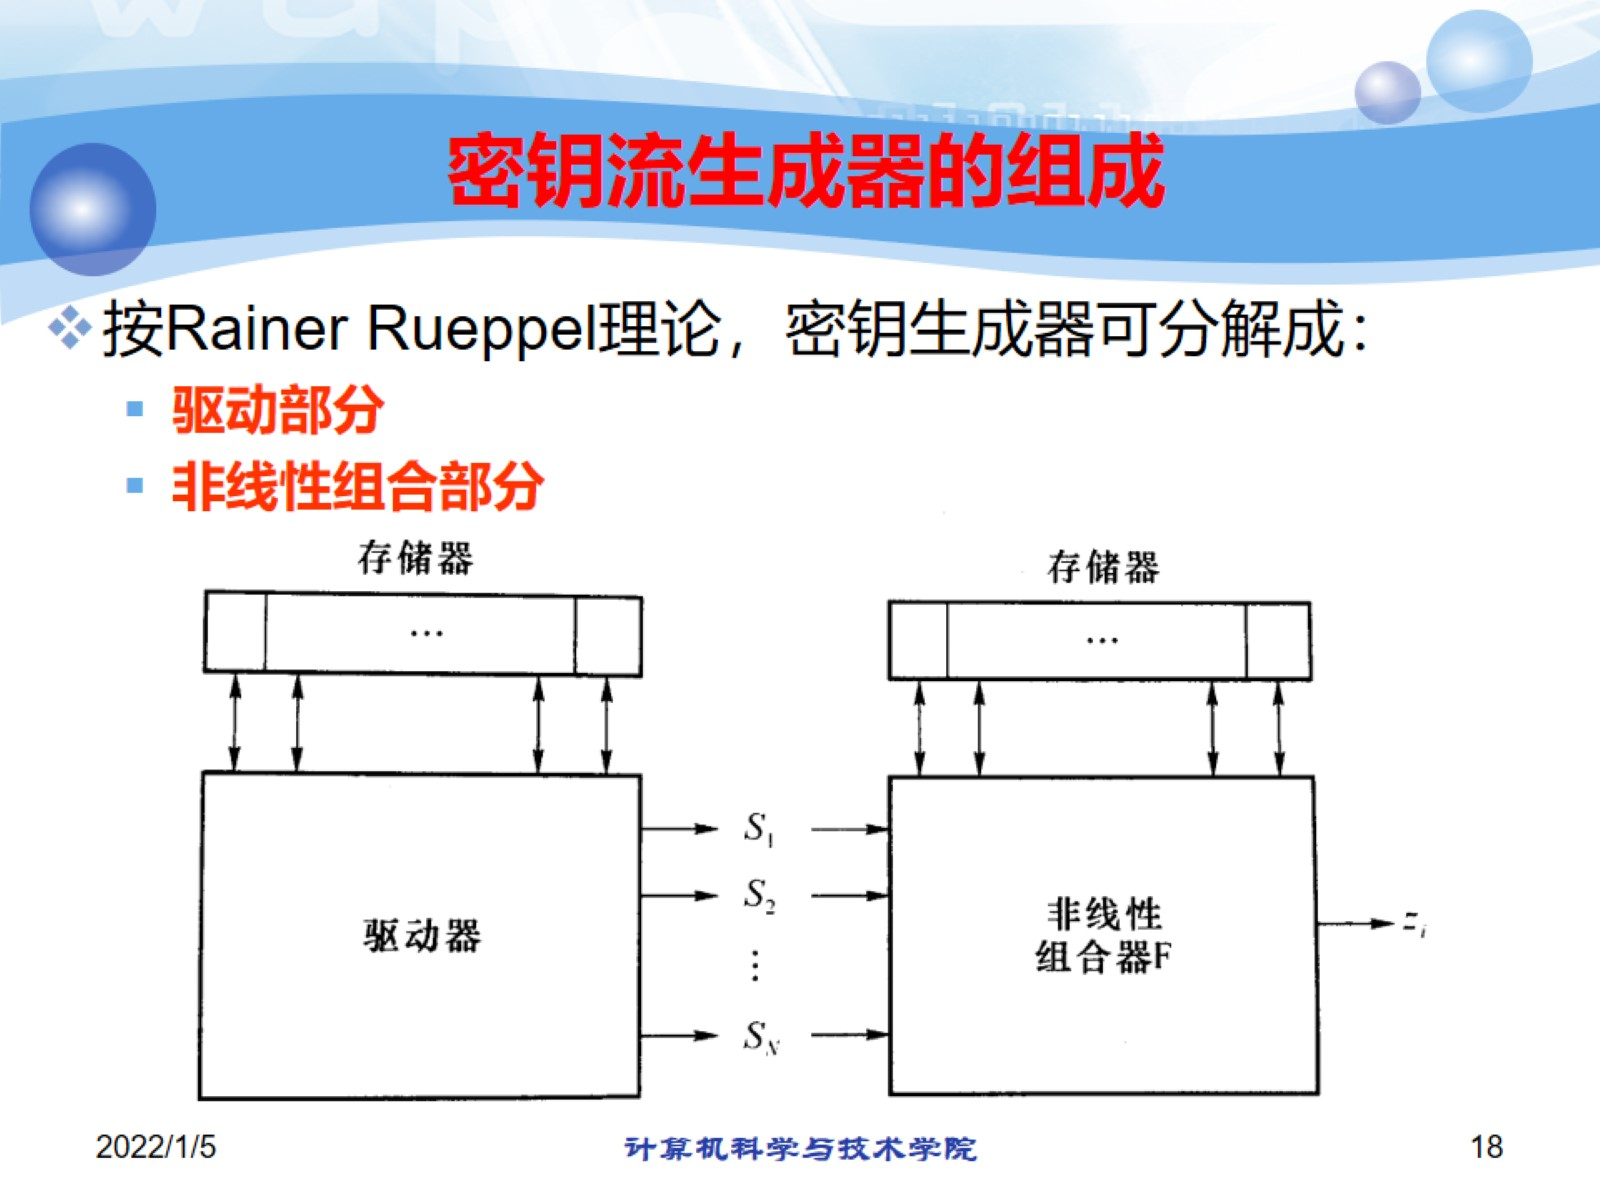 密钥流生成器的组成
按Rainer Rueppel理论，密钥生成器可分解成：
驱动部分
非线性组合部分
存储器
存储器
...
...
驱动器
S1
S2
⋮
SN
非线性
组合器F
zi
2022/1/5
计算机科学与技术学院
18